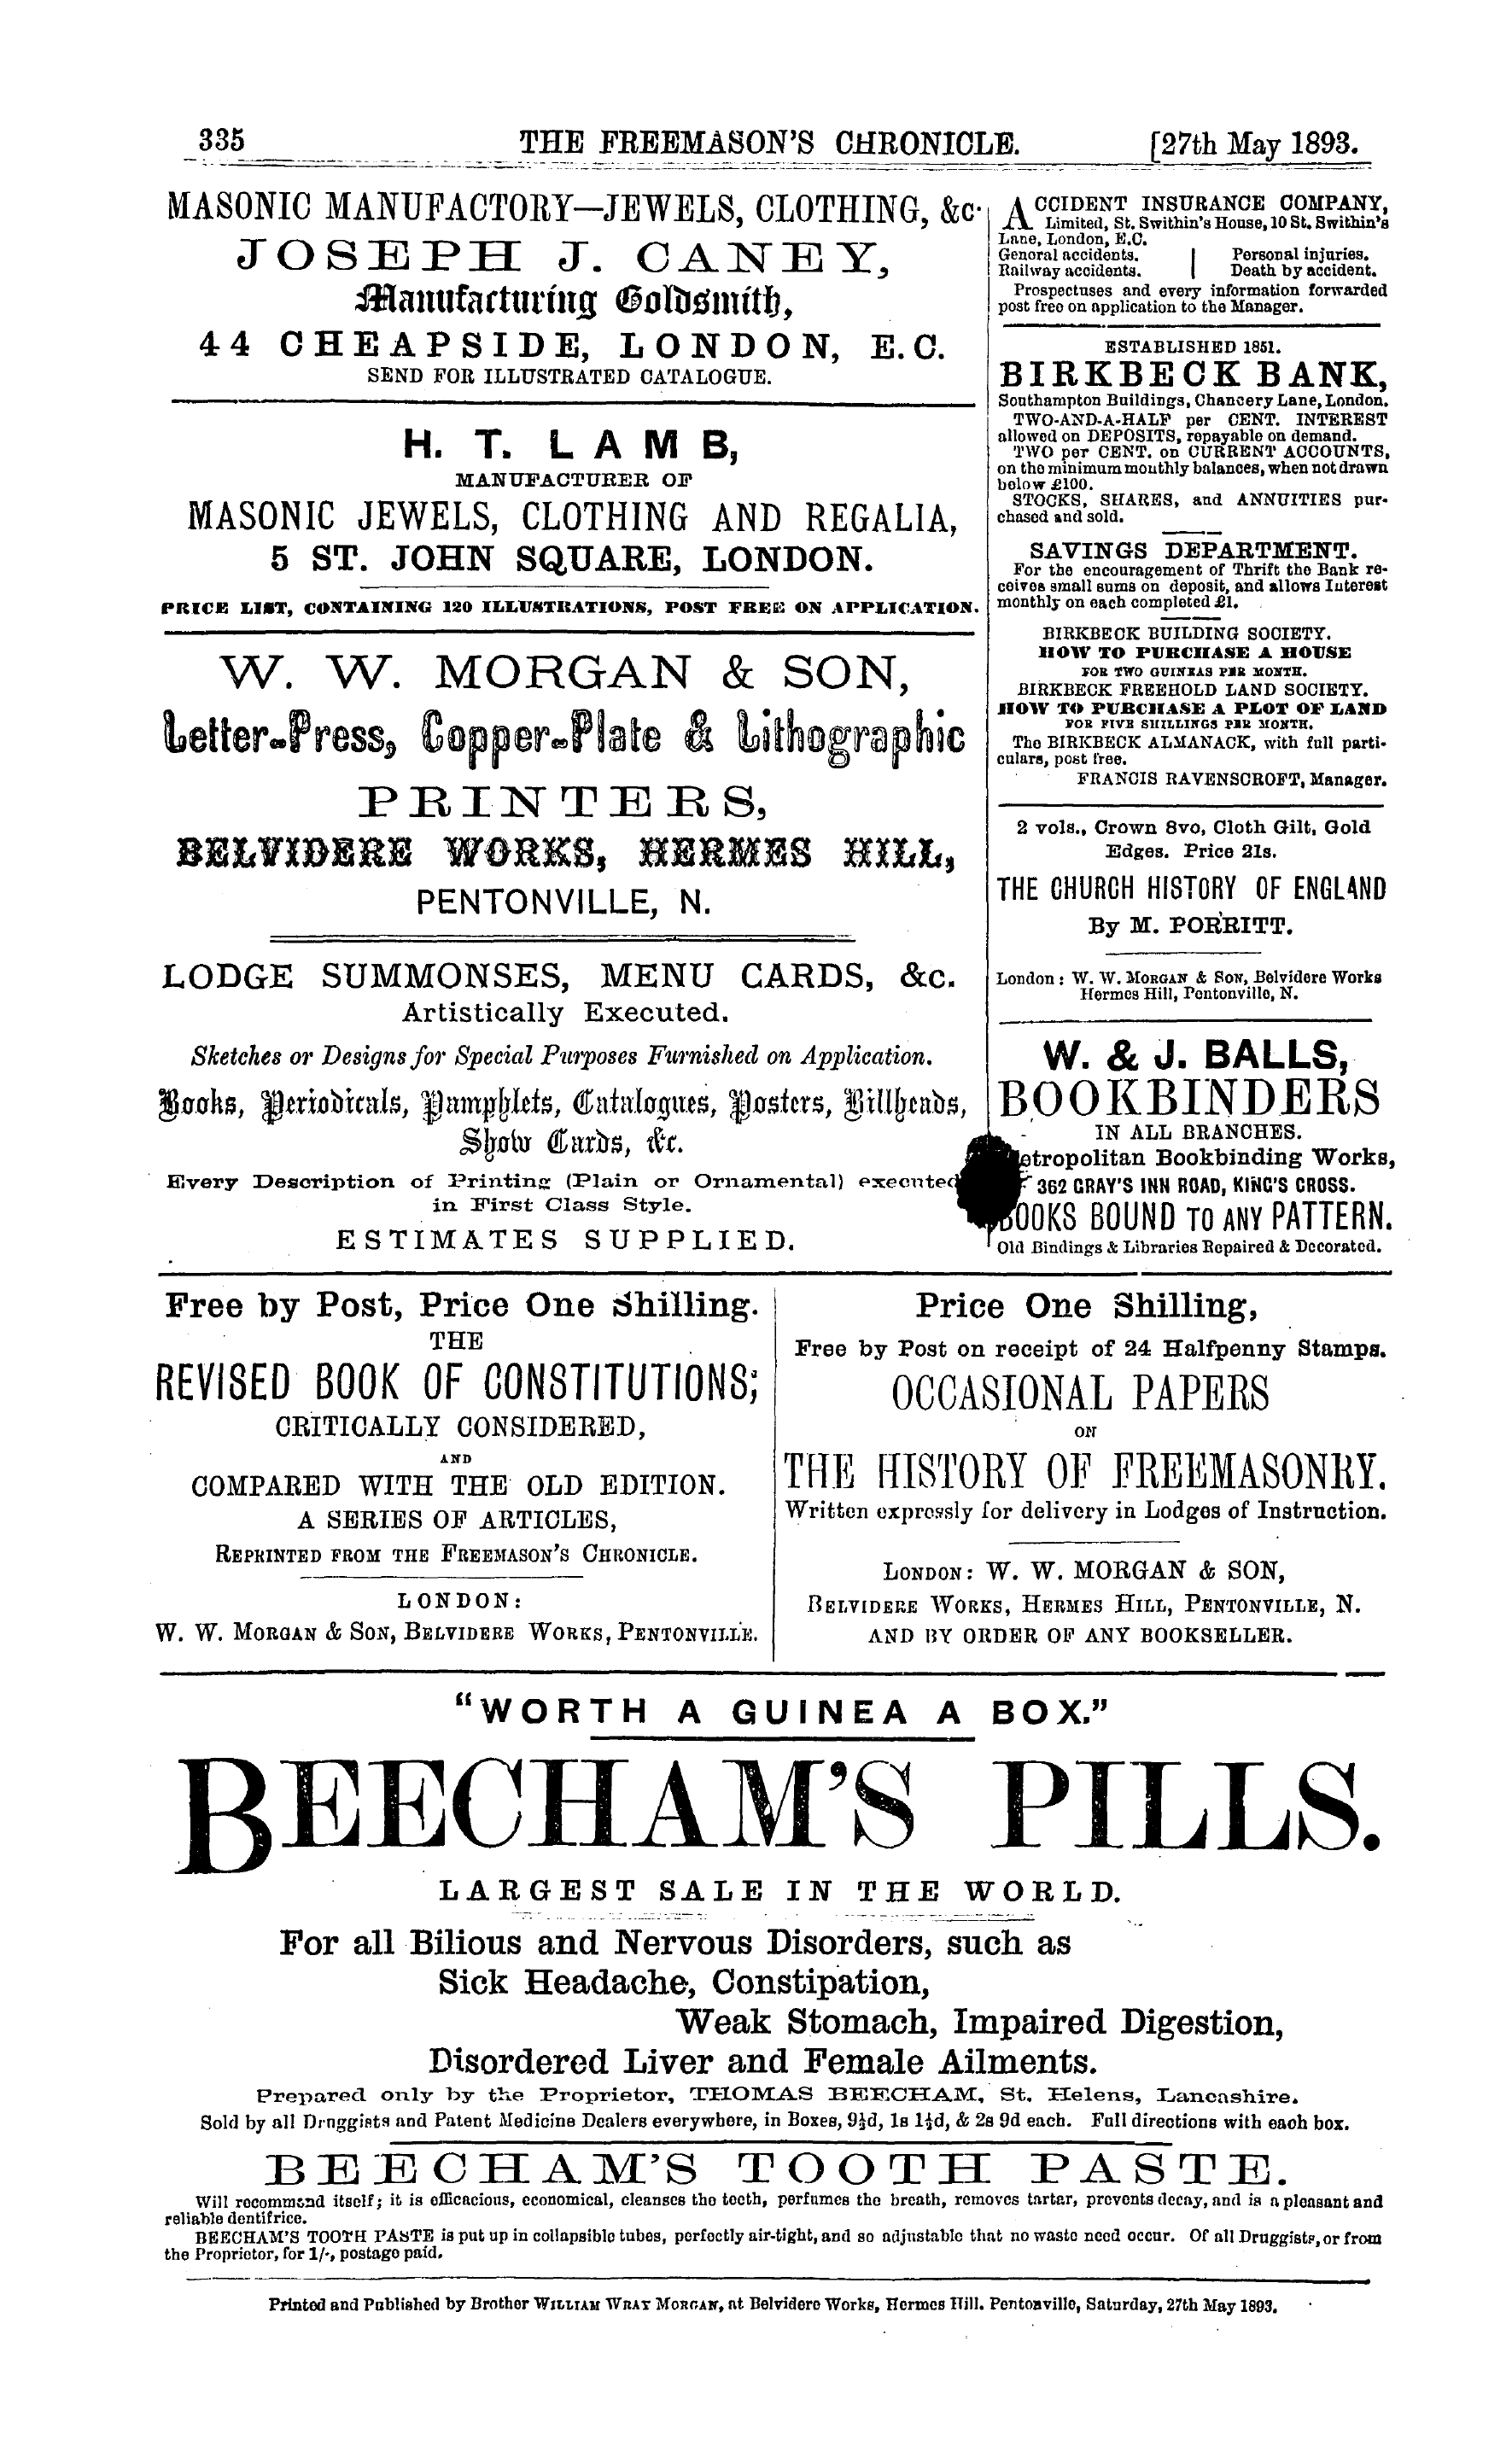 335 THE FREEMASON'S CHRONICLE. [27th May 1893.
MASONIC MANUFACTORY—JEWELS, CLOTHING, &c.
JOSEPH J. CANEY,
Manufacturing Goldsmith,
44 CHEAPSIDE, LONDON, E.C.
SEND FOR ILLUSTRATED CATALOGUE.
H. T. LAMB,
MANUFACTURER OF
MASONIC JEWELS, CLOTHING AND REGALIA,
5 ST. JOHN SQUARE, LONDON.
PRICE LIST, CONTAINING 120 ILLUSTRATIONS, POST FREE ON APPLICATION.
W. W. MORGAN & SON,
Letter-Press, Copper-Plate & Lithographic
PRINTERS,
BELVIDERE WORKS, HERMES HILL,
PENTONVILLE, N.
LODGE SUMMONSES, MENU CARDS, &c.
Artistically Executed.
Sketches or Designs for Special Purposes Furnished on Application.
Books, Periodicals, Pamphlets, Catalogues, Posters, Billheads,
Show Cards, &c.
Every Description of Printing (Plain or Ornamental) executed
in First Class Style.
ESTIMATES SUPPLIED.
ACCIDENT INSURANCE COMPANY,
Limited, St. Swithin's House, 10 St. Swithin's
Lane, London, E.C.
General accidents. | Personal injuries.
Railway accidents. | Death by accident.
Prospectuses and every information forwarded
post free on application to the Manager.
ESTABLISHED 1851.
BIRKBECK BANK,
Southampton Buildings, Chancery Lane, London.
TWO-AND-A-HALF per CENT. INTEREST
allowed on DEPOSITS, repayable on demand.
TWO per CENT. on CURRENT ACCOUNTS,
on the minimum monthly balances, when not drawn
below £100.
STOCKS, SHARES, and ANNUITIES pur-
chased and sold.
SAVINGS DEPARTMENT.
For the encouragement of Thrift the Bank re-
ceives small sums on deposit, and allows Interest
monthly on each completed £1.
BIRKBECK BUILDING SOCIETY.
HOW TO PURCHASE A HOUSE
FOR TWO GUINEAS PER MONTH.
BIRKBECK FREEHOLD LAND SOCIETY.
HOW TO PURCHASE A PLOT OF LAND
FOR FIVE SHILLINGS PER MONTH.
The BIRKBECK ALMANACK, with full parti-
culars, post free.
FRANCIS RAVENSCROFT, Manager.
2 vols., Crown 8vo, Cloth Gilt, Gold
Edges. Price 21s.
THE CHURCH HISTORY OF ENGLAND
By M. PORRITT.
London: W. W. MORGAN & SON, Belvidere Works
Hermes Hill, Pentonville, N.
W. & J. BALLS,
BOOKBINDERS
IN ALL BRANCHES.
etropolitan Bookbinding Works,
362 GRAY'S INN ROAD, KING'S CROSS.
BOOKS BOUND TO ANY PATTERN.
Old Bindings & Libraries Repaired & Decorated.
Free by Post, Price One Shilling.
THE
REVISED BOOK OF CONSTITUTIONS;
CRITICALLY CONSIDERED,
AND
COMPARED WITH THE OLD EDITION.
A SERIES OF ARTICLES,
REPRINTED FROM THE FREEMASON'S CHRONICLE.
LONDON:
W. W. MORGAN & SON, BELVIDERE WORKS, PENTONVILLE.
Price One Shilling,
Free by Post on receipt of 24 Halfpenny Stamps.
OCCASIONAL PAPERS
ON
THE HISTORY OF FREEMASONRY.
Written expressly for delivery in Lodges of Instruction.
LONDON: W. W. MORGAN & SON,
BELVIDERE WORKS, HERMES HILL, PENTONVILLE, N.
AND BY ORDER OF ANY BOOKSELLER.
"WORTH A GUINEA A BOX."
BEECHAM'S PILLS.
LARGEST SALE IN THE WORLD.
For all Bilious and Nervous Disorders, such as
Sick Headache, Constipation,
Weak Stomach, Impaired Digestion,
Disordered Liver and Female Ailments.
Prepared only by the Proprietor, THOMAS BEECHAM, St. Helens, Lancashire.
Sold by all Druggists and Patent Medicine Dealers everywhere, in Boxes, 9½d, 1s 1½d, & 2s 9d each. Full directions with each box.
BEECHAM'S TOOTH PASTE.
Will recommend itself; it is efficacious, economical, cleanses the teeth, perfumes the breath, removes tartar, prevents decay, and is a pleasant and
reliable dentifrice.
BEECHAM'S TOOTH PASTE is put up in collapsible tubes, perfectly air-tight, and so adjustable that no waste need occur. Of all Druggists, or from
the Proprietor, for 1/-, postage paid.
Printed and Published by Brother WILLIAM WRAY MORGAN, at Belvidere Works, Hermes Hill. Pentonville, Saturday, 27th May 1893.